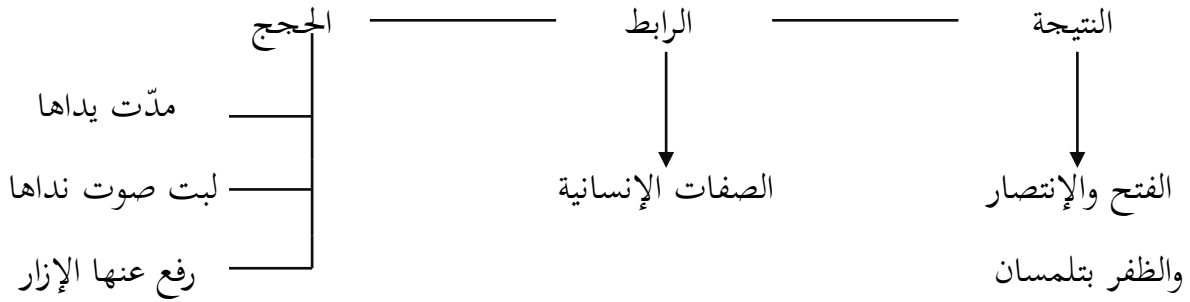 النتيجة الرابط الحجج
مدّت يداها
الفتح والإنتصار الصفات الإنسانية لبت صوت نداها
والظفر بتلمسان رفع عنها الإزار